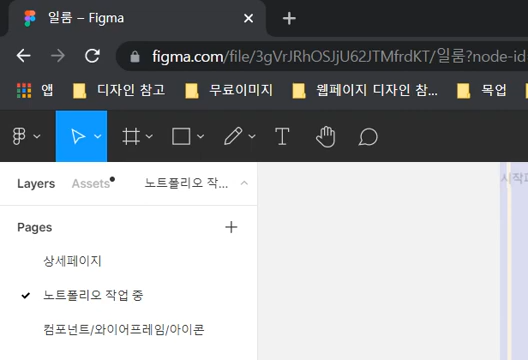 일룸 – Figma
figma.com/file/3gVrJRhOSJjU62JTMfrdKT/일룸?node-id
앱 디자인 참고 무료이미지 웹페이지 디자인 참... 목업
Layers Assets 노트폴리오 작...
시작
Pages
상세페이지
노트폴리오 작업 중
컴포넌트/와이어프레임/아이콘